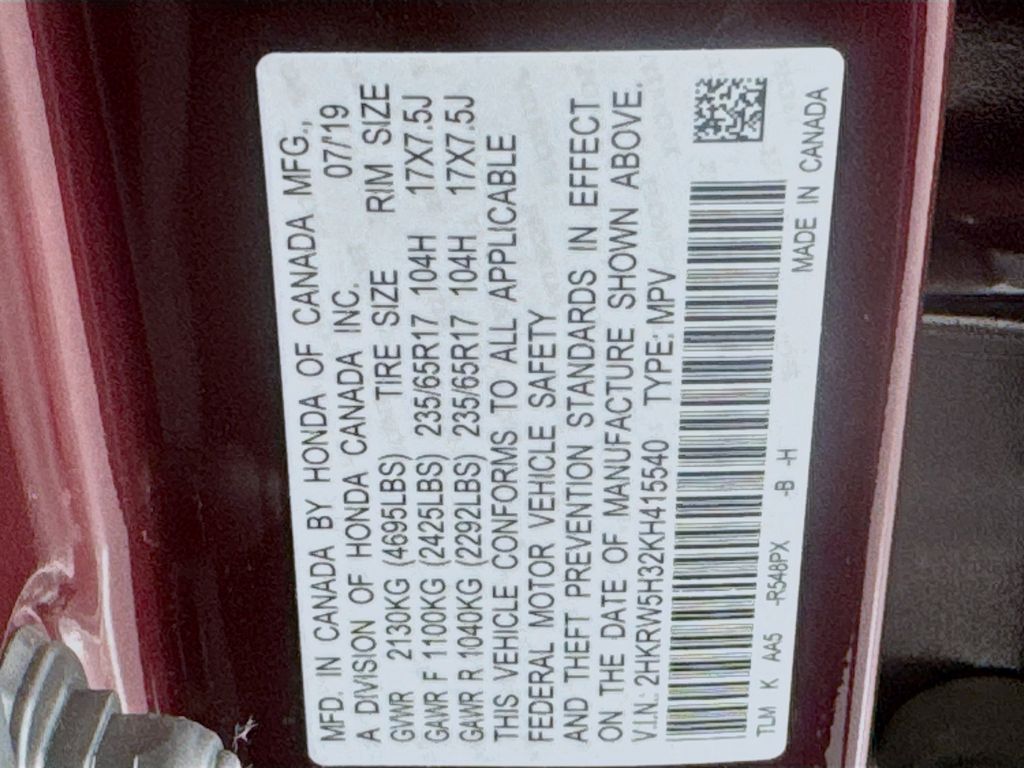 MFD. IN CANADA BY HONDA OF CANADA MFG.,
A DIVISION OF HONDA CANADA INC. 07/'19
GVWR 2130KG (4695LBS) TIRE SIZE RIM SIZE
GAWR F 1100KG (2425LBS) 235/65R17 104H 17X7.5J
GAWR R 1040KG (2292LBS) 235/65R17 104H 17X7.5J
THIS VEHICLE CONFORMS TO ALL APPLICABLE
FEDERAL MOTOR VEHICLE SAFETY
AND THEFT PREVENTION STANDARDS IN EFFECT
ON THE DATE OF MANUFACTURE SHOWN ABOVE.
V.I.N.: 2HKRW5H32KH415540 TYPE: MPV
TLM K AA5 -R548PX -B -H MADE IN CANADA